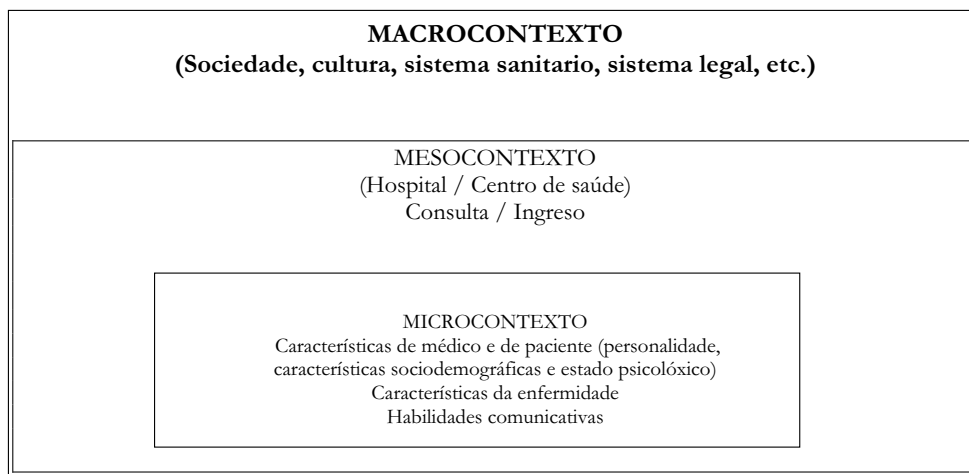 MACROCONTEXTO
(Sociedade, cultura, sistema sanitario, sistema legal, etc.)
MESOCONTEXTO
(Hospital / Centro de saúde)
Consulta / Ingreso
MICROCONTEXTO
Características de médico e de paciente (personalidade,
características sociodemográficas e estado psicolóxico)
Características da enfermidade
Habilidades comunicativas